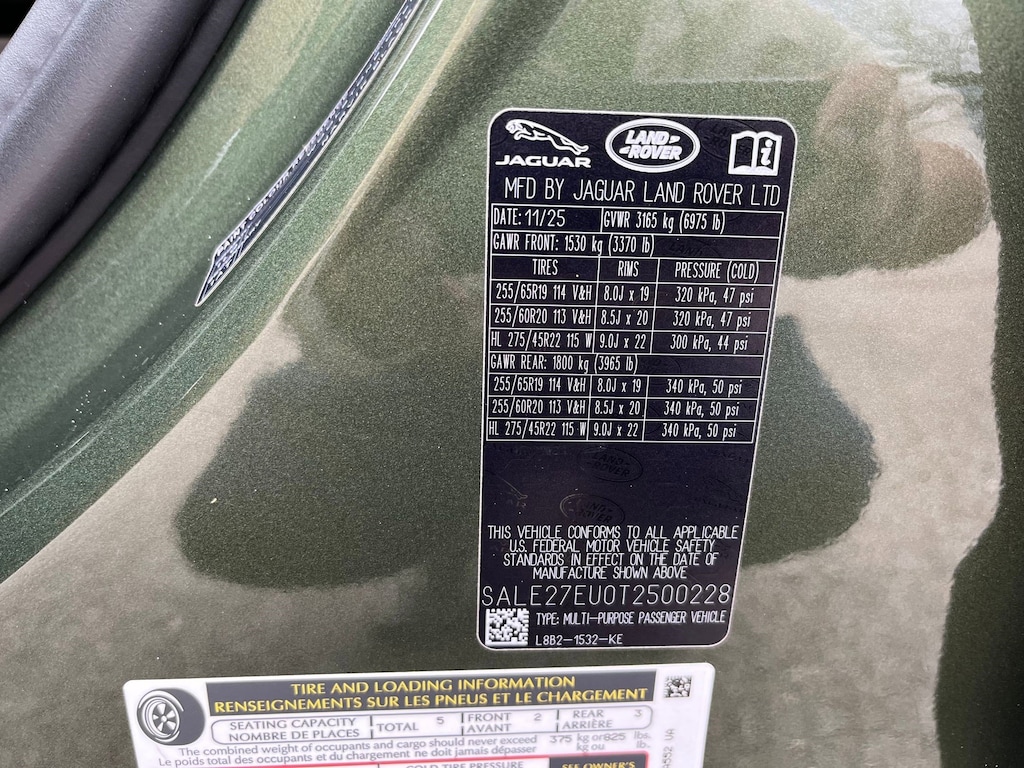 JAGUAR
LAND ROVER
MFD BY JAGUAR LAND ROVER LTD
DATE: 11/25 GVWR 3165 kg (6975 lb)
GAWR FRONT: 1530 kg (3370 lb)
TIRES RIMS PRESSURE (COLD)
255/65R19 114 V&H 8.0J x 19 320 kPa, 47 psi
255/60R20 113 V&H 8.5J x 20 320 kPa, 47 psi
HL 275/45R22 115 W 9.0J x 22 300 kPa, 44 psi
GAWR REAR: 1800 kg (3965 lb)
255/65R19 114 V&H 8.0J x 19 340 kPa, 50 psi
255/60R20 113 V&H 8.5J x 20 340 kPa, 50 psi
HL 275/45R22 115 W 9.0J x 22 340 kPa, 50 psi
THIS VEHICLE CONFORMS TO ALL APPLICABLE
U.S. FEDERAL MOTOR VEHICLE SAFETY
STANDARDS IN EFFECT ON THE DATE OF
MANUFACTURE SHOWN ABOVE
SALE27EU0T2500228
TYPE: MULTI-PURPOSE PASSENGER VEHICLE
L8B2-1532-KE
TIRE AND LOADING INFORMATION
RENSEIGNEMENTS SUR LES PNEUS ET LE CHARGEMENT
SEATING CAPACITY TOTAL 5 FRONT 2 REAR 3
NOMBRE DE PLACES AVANT ARRIÈRE
The combined weight of occupants and cargo should never exceed 375 kg or 825 lbs.
Le poids total des occupants et du chargement ne doit jamais dépasser kg ou lb.
COLD TIRE PRESSURE SEE OWNER'S